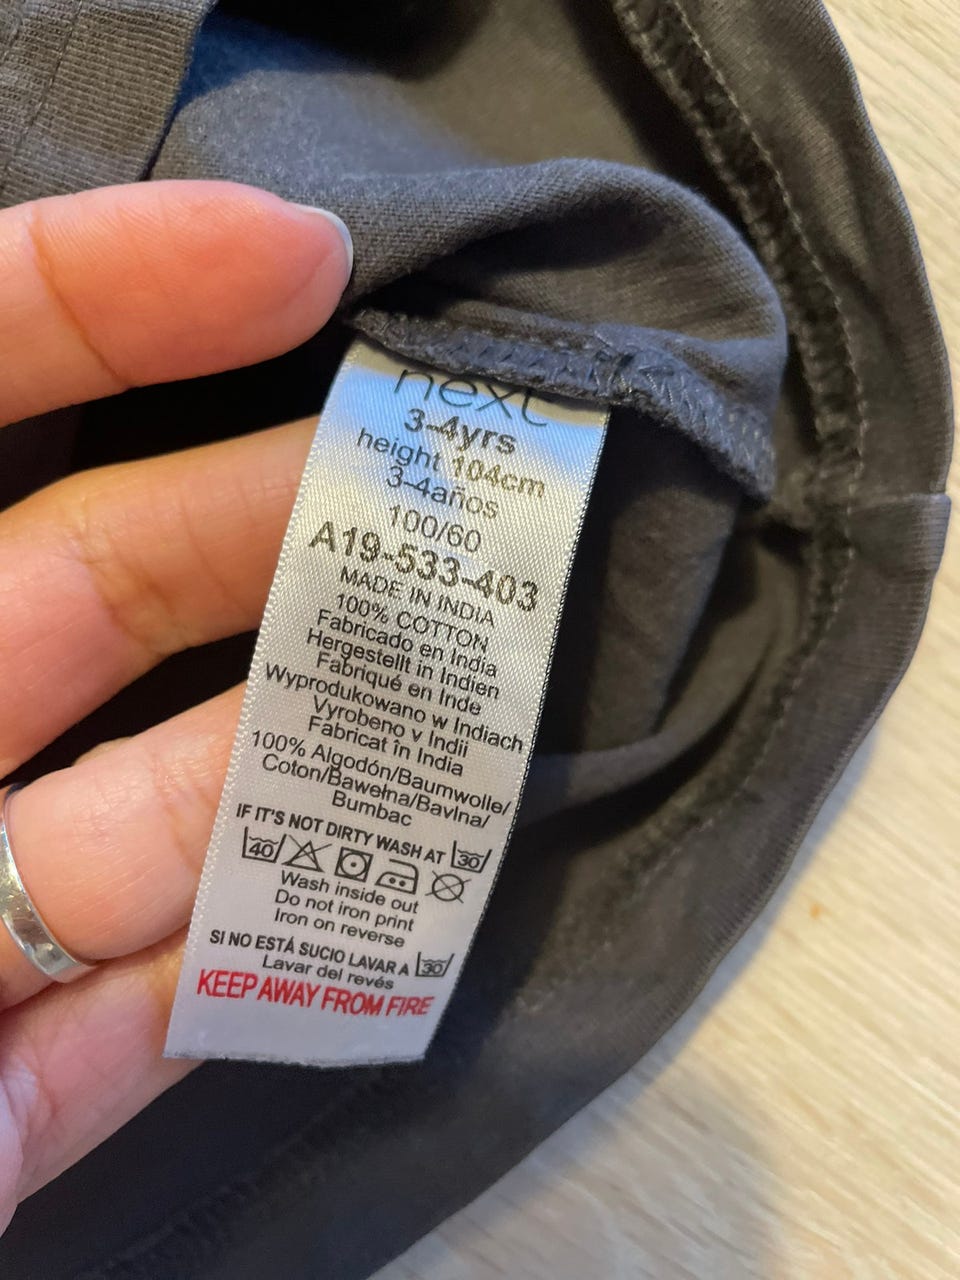 next
3-4yrs
height 104cm
3-4años
100/60
A19-533-403
MADE IN INDIA
100% COTTON
Fabricado en India
Hergestellt in Indien
Fabriqué en Inde
Wyprodukowano w Indiach
Vyrobeno v Indii
Fabricat în India
100% Algodón/Baumwolle/
Coton/Bawełna/Bavlna/
Bumbac
IF IT'S NOT DIRTY WASH AT 30
40
Wash inside out
Do not iron print
Iron on reverse
SI NO ESTÁ SUCIO LAVAR A 30
Lavar del revés
KEEP AWAY FROM FIRE